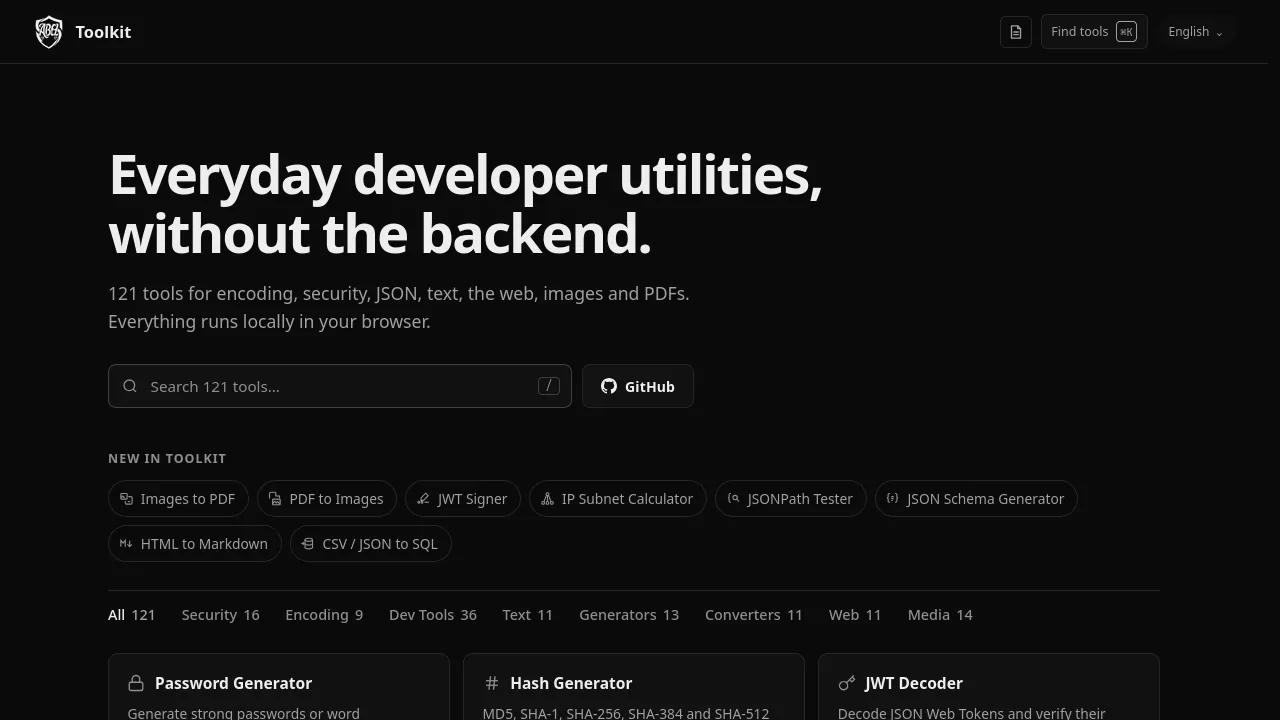 ABEL
Toolkit
Find tools ⌘K
English
Everyday developer utilities,
without the backend.
121 tools for encoding, security, JSON, text, the web, images and PDFs.
Everything runs locally in your browser.
Search 121 tools... /
GitHub
NEW IN TOOLKIT
Images to PDF
PDF to Images
JWT Signer
IP Subnet Calculator
JSONPath Tester
JSON Schema Generator
HTML to Markdown
CSV / JSON to SQL
All 121 Security 16 Encoding 9 Dev Tools 36 Text 11 Generators 13 Converters 11 Web 11 Media 14
Password Generator
Generate strong passwords or word
Hash Generator
MD5, SHA-1, SHA-256, SHA-384 and SHA-512
JWT Decoder
Decode JSON Web Tokens and verify their